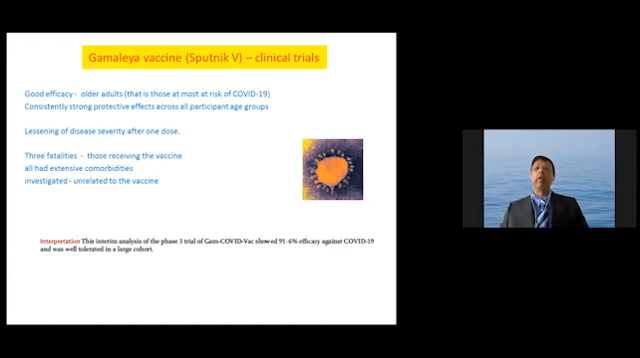 Gamaleya vaccine (Sputnik V) – clinical trials
Good efficacy - older adults (that is those at most at risk of COVID-19)
Consistently strong protective effects across all participant age groups
Lessening of disease severity after one dose.
Three fatalities - those receiving the vaccine
all had extensive comorbidities
investigated - unrelated to the vaccine
Interpretation This interim analysis of the phase 3 trial of Gam-COVID-Vac showed 91·6% efficacy against COVID-19
and was well tolerated in a large cohort.